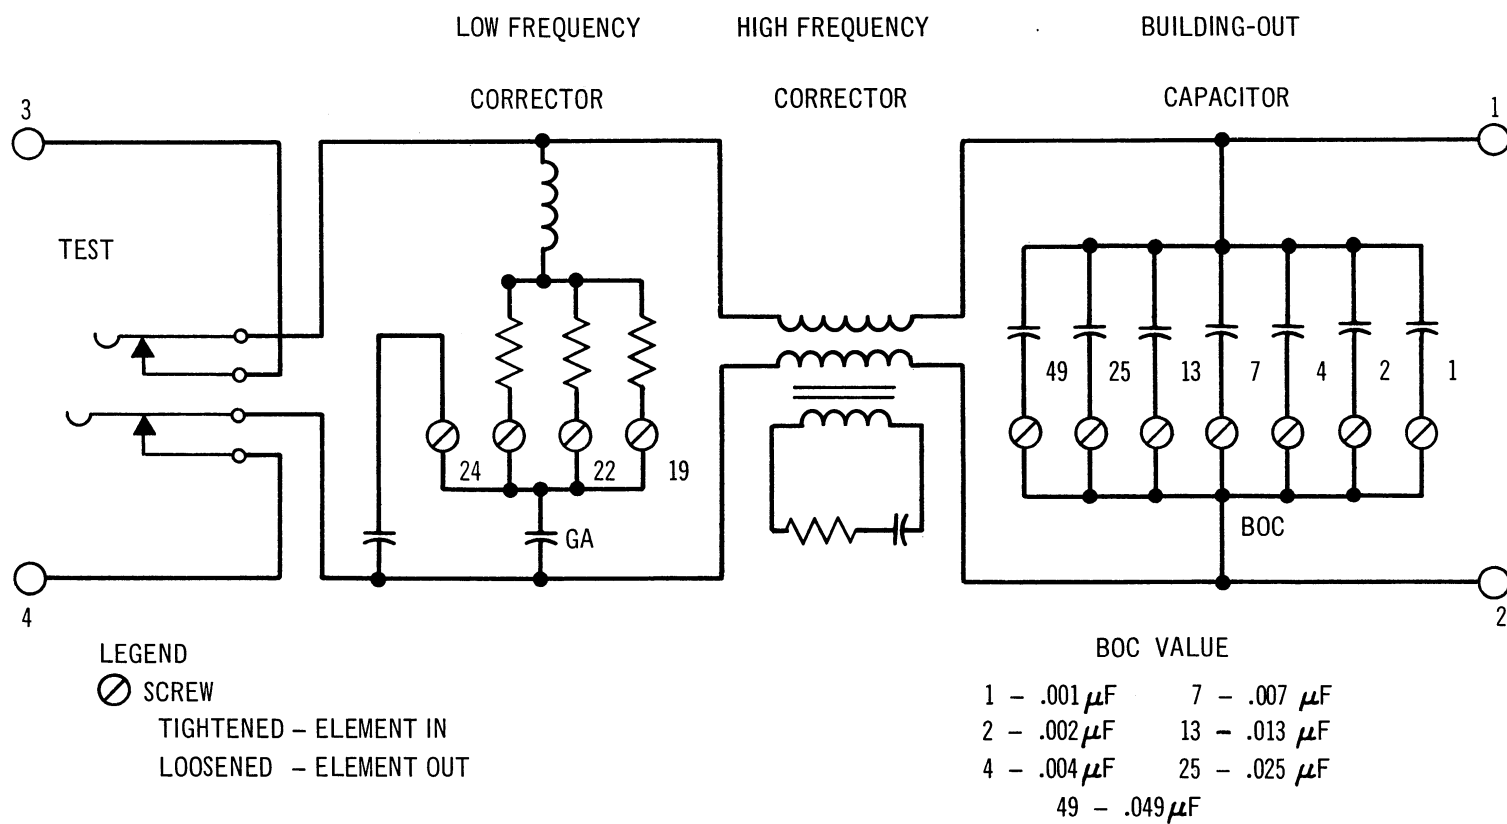 LOW FREQUENCY
CORRECTOR
HIGH FREQUENCY
CORRECTOR
BUILDING-OUT
CAPACITOR
3
1
TEST
49
25
13
7
4
2
1
24
22
19
GA
BOC
4
2
LEGEND
SCREW
TIGHTENED – ELEMENT IN
LOOSENED – ELEMENT OUT
BOC VALUE
1 – .001 µF 7 – .007 µF
2 – .002 µF 13 – .013 µF
4 – .004 µF 25 – .025 µF
49 – .049 µF